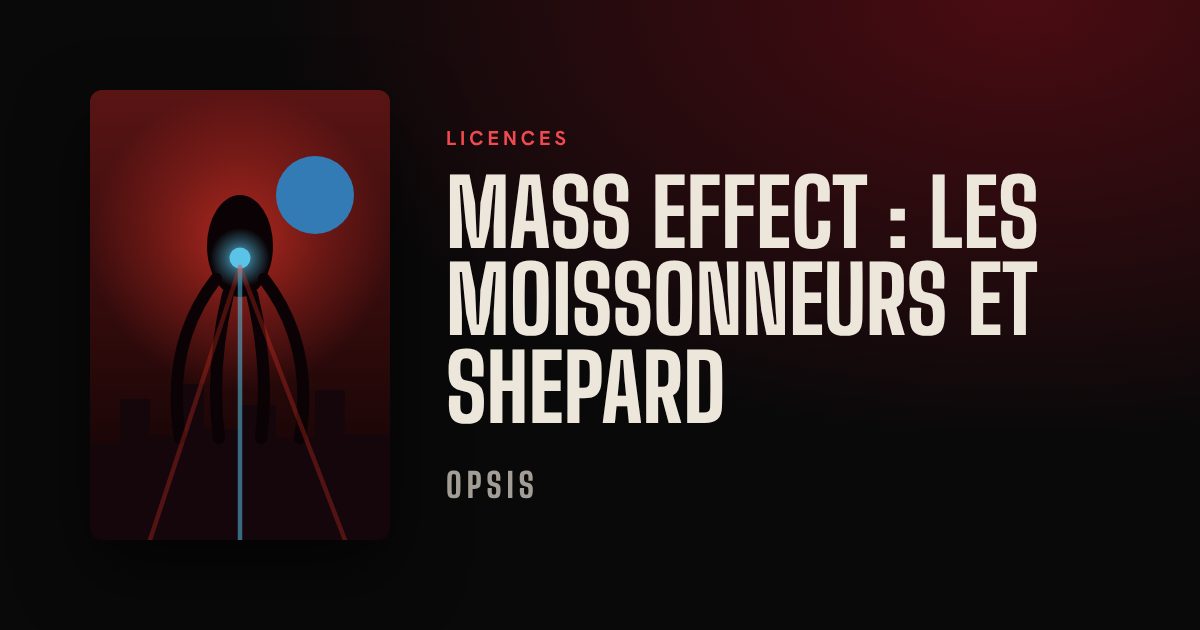 LICENCES
MASS EFFECT : LES
MOISSONNEURS ET
SHEPARD
OPSIS